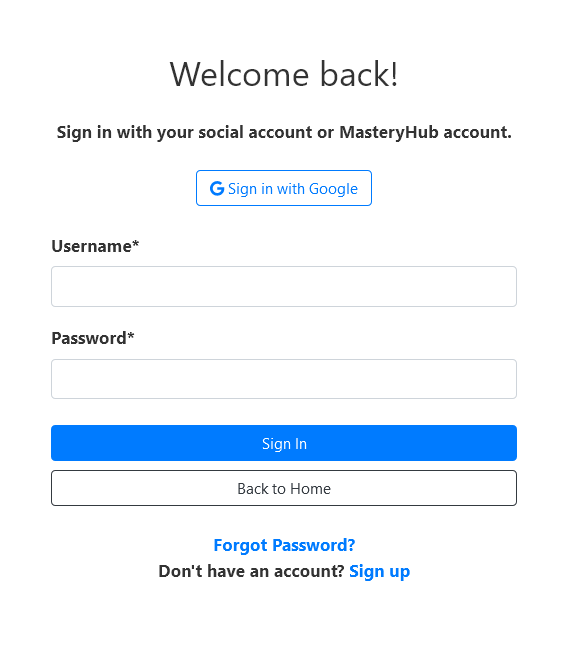 Welcome back!
Sign in with your social account or MasteryHub account.
Sign in with Google
Username*
Password*
Sign In
Back to Home
Forgot Password?
Don't have an account? Sign up